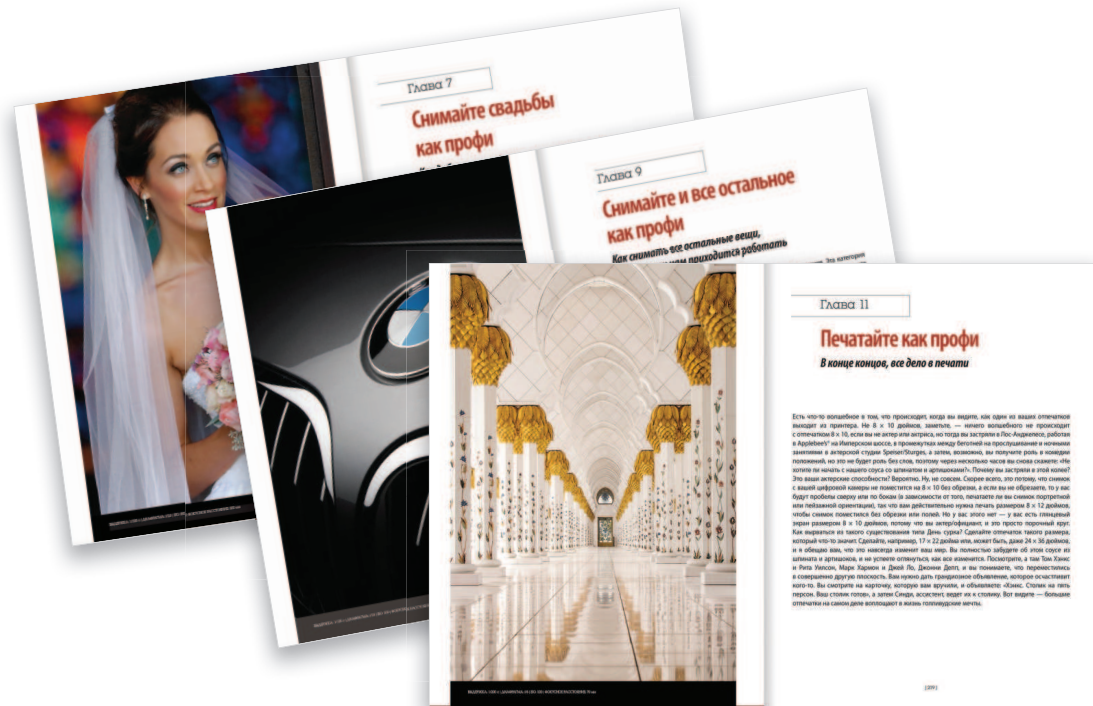 Глава 7
Снимайте свадьбы
как профи
Глава 9
Снимайте и все остальное
как профи
Как снимать все остальные вещи,
приходится работать
Эта категория
Глава 11
Печатайте как профи
В конце концов, все дело в печати
Есть что-то волшебное в том, что происходит, когда вы видите, как один из ваших отпечатков
выходит из принтера. Не 8 × 10 дюймов, заметьте, — ничего волшебного не происходит
с отпечатком 8 × 10, если вы не актер или актриса, но тогда вы застряли в Лос-Анджелесе, работая
в Applebee's® на Имперском шоссе, в промежутках между беготней на прослушивание и ночными
занятиями в актерской студии Speiser/Sturges, а затем, возможно, вы получите роль в комедии
положений, но это не будет роль без слов, поэтому через несколько часов вы снова скажете: «Не
хотите ли начать с нашего соуса со шпинатом и артишоками?». Почему вы застряли в этой колее?
Это ваши актерские способности? Вероятно. Ну, не совсем. Скорее всего, это потому, что снимок
с вашей цифровой камеры не поместится на 8 × 10 без обрезки, а если вы не обрезаете, то у вас
будут пробелы сверху или по бокам (в зависимости от того, печатаете ли вы снимок портретной
или пейзажной ориентации), так что вам действительно нужна печать размером 8 × 12 дюймов,
чтобы снимок поместился без обрезки или полей. Но у вас этого нет — у вас есть глянцевый
экран размером 8 × 10 дюймов, потому что вы актер/официант, и это просто порочный круг.
Как вырваться из такого существования типа День сурка? Сделайте отпечаток такого размера,
который что-то значит. Сделайте, например, 17 × 22 дюйма или, может быть, даже 24 × 36 дюймов,
и я обещаю вам, что это навсегда изменит ваш мир. Вы полностью забудете об этом соусе из
шпината и артишоков, и не успеете оглянуться, как все изменится. Посмотрите, а там Том Хэнкс
и Рита Уилсон, Марк Хармон и Джей Ло, Джонни Депп, и вы понимаете, что переместились
в совершенно другую плоскость. Вам нужно дать грандиозное объявление, которое осчастливит
кого-то. Вы смотрите на карточку, которую вам вручили, и объявляете: «Хэнкс. Столик на пять
персон. Ваш столик готов», а затем Синди, ассистент, ведет их к столику. Вот видите — большие
отпечатки на самом деле воплощают в жизнь голливудские мечты.